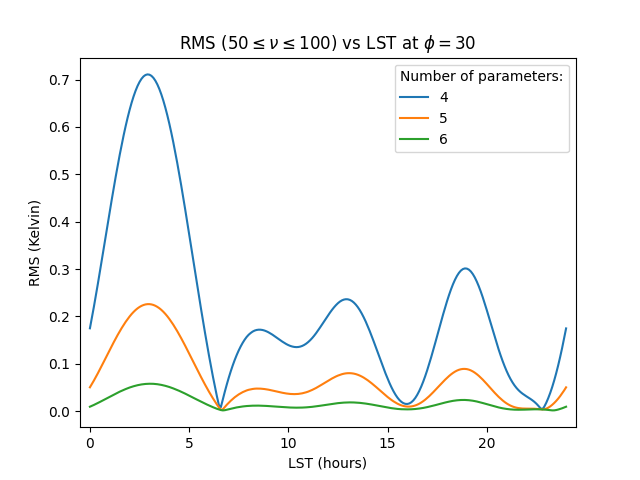 RMS (50 ≤ ν ≤ 100) vs LST at ϕ = 30
Number of parameters:
4
5
6
RMS (Kelvin)
0.7
0.6
0.5
0.4
0.3
0.2
0.1
0.0
0 5 10 15 20
LST (hours)